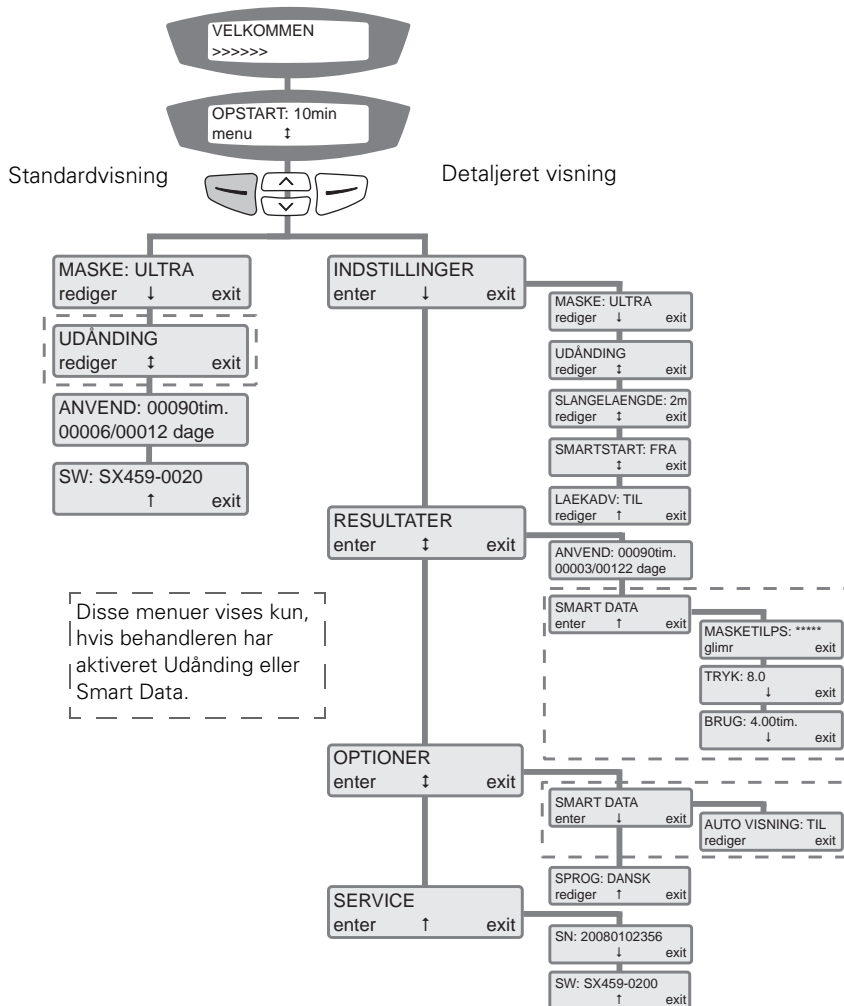 VELKOMMEN
>>>>>>
OPSTART: 10min
menu ↕
Standardvisning
Detaljeret visning
MASKE: ULTRA
rediger ↓ exit
UDÅNDING
rediger ↕ exit
ANVEND: 00090tim.
00006/00012 dage
SW: SX459-0020
↑ exit
Disse menuer vises kun,
hvis behandleren har
aktiveret Udånding eller
Smart Data.
INDSTILLINGER
enter ↓ exit
MASKE: ULTRA
rediger ↓ exit
UDÅNDING
rediger ↕ exit
SLANGELAENGDE: 2m
rediger ↕ exit
SMARTSTART: FRA
↕ exit
LAEKADV: TIL
rediger ↑ exit
RESULTATER
enter ↕ exit
ANVEND: 00090tim.
00003/00122 dage
SMART DATA
enter ↑ exit
MASKETILPS: *****
glimr exit
TRYK: 8.0
↓ exit
BRUG: 4.00tim.
↓ exit
OPTIONER
enter ↕ exit
SMART DATA
enter ↓ exit
AUTO VISNING: TIL
rediger exit
SPROG: DANSK
rediger ↑ exit
SERVICE
enter ↑ exit
SN: 20080102356
↓ exit
SW: SX459-0200
↑ exit